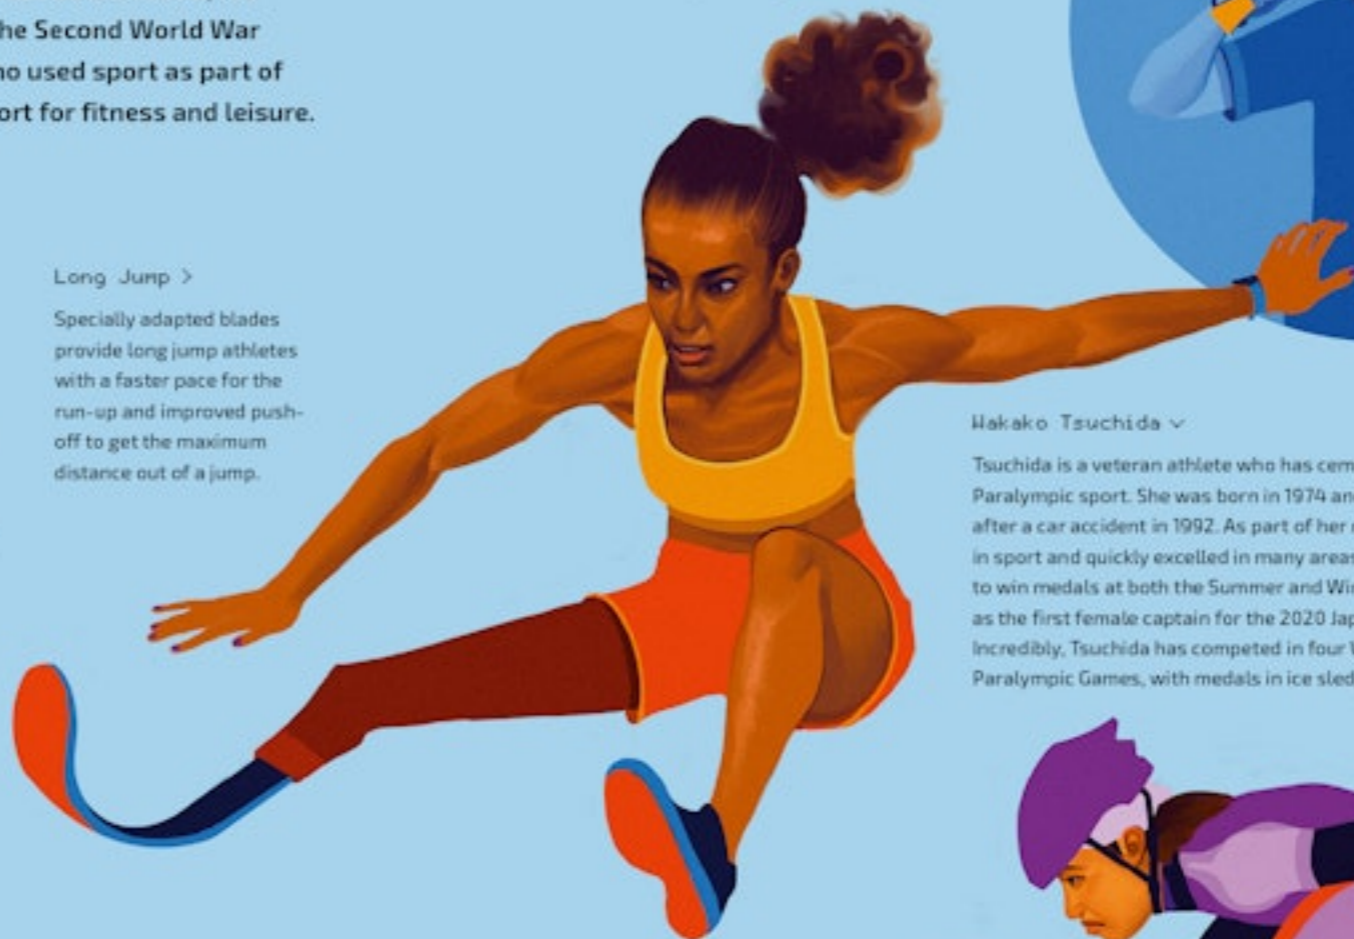 he Second World War
o used sport as part of
ort for fitness and leisure.
Long Jump >
Specially adapted blades
provide long jump athletes
with a faster pace for the
run-up and improved push-
off to get the maximum
distance out of a jump.
Wakako Tsuchida
Tsuchida is a veteran athlete who has cem
Paralympic sport. She was born in 1974 an
after a car accident in 1992. As part of her
in sport and quickly excelled in many areas
to win medals at both the Summer and Wi
as the first female captain for the 2020 Jap
Incredibly, Tsuchida has competed in four
Paralympic Games, with medals in ice sled